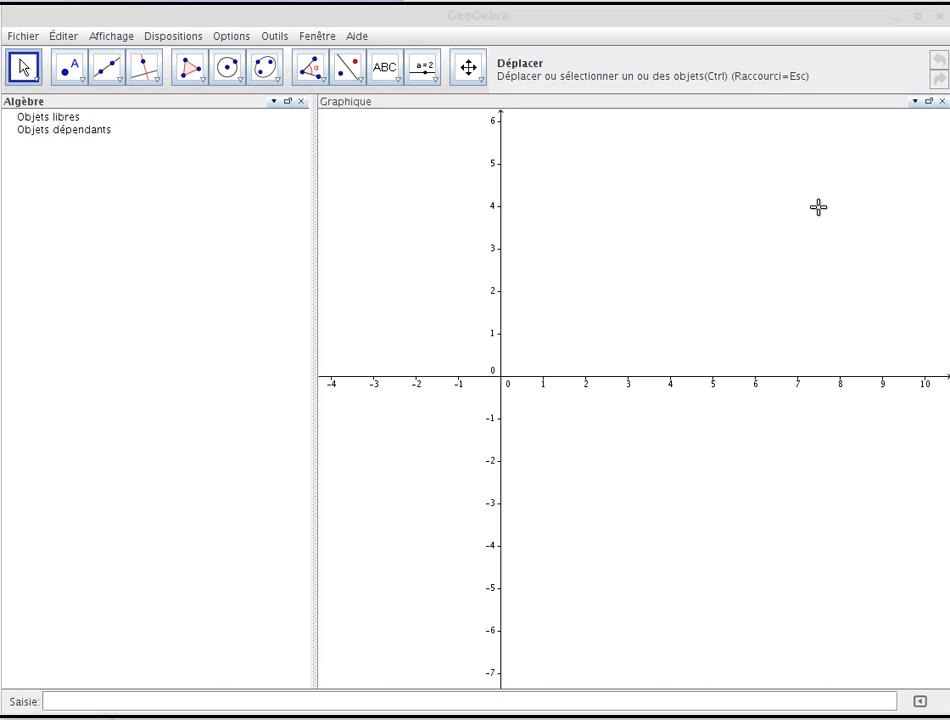 GeoGebra
Fichier Éditer Affichage Dispositions Options Outils Fenêtre Aide
A
α
ABC
a=2
Déplacer
Déplacer ou sélectionner un ou des objets(Ctrl) (Raccourci=Esc)
Algèbre
Graphique
Objets libres
Objets dépendants
6
5
4
3
2
1
0
-4 -3 -2 -1 0 1 2 3 4 5 6 7 8 9 10
-1
-2
-3
-4
-5
-6
-7
Saisie: